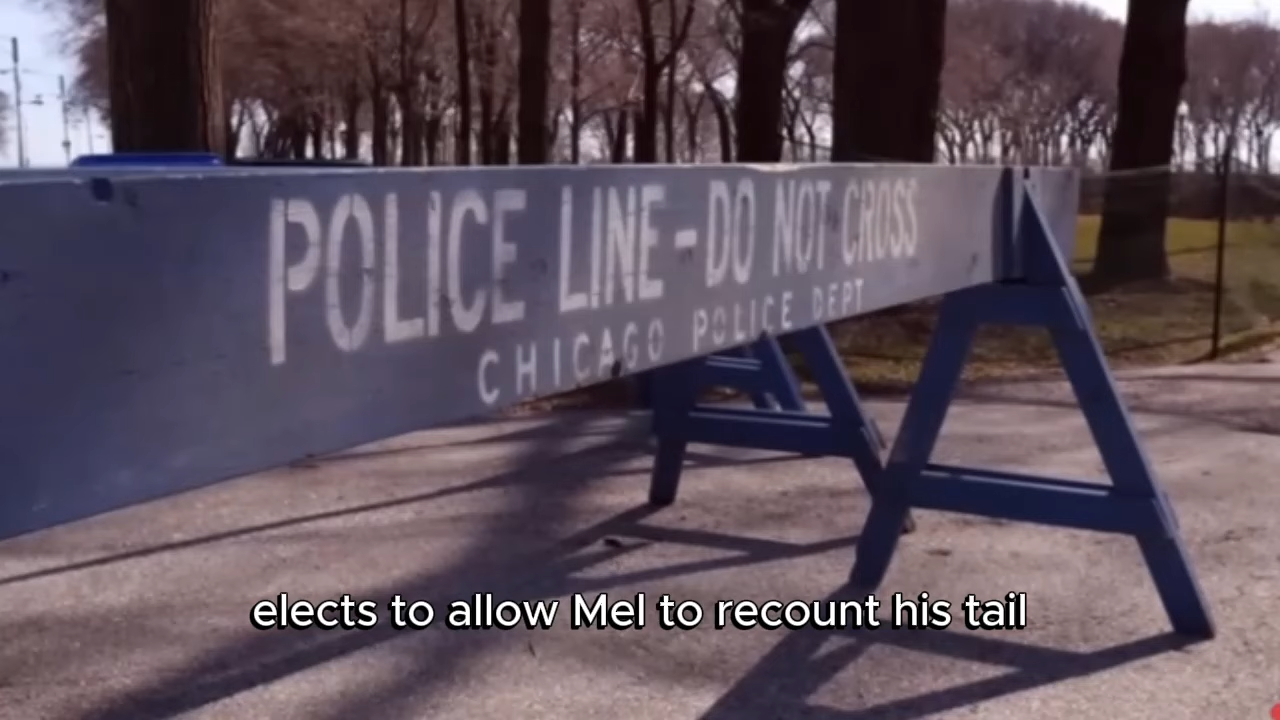 POLICE LINE-DO NOT CROSS
CHICAGO POLICE DEPT
elects to allow Mel to recount his tail